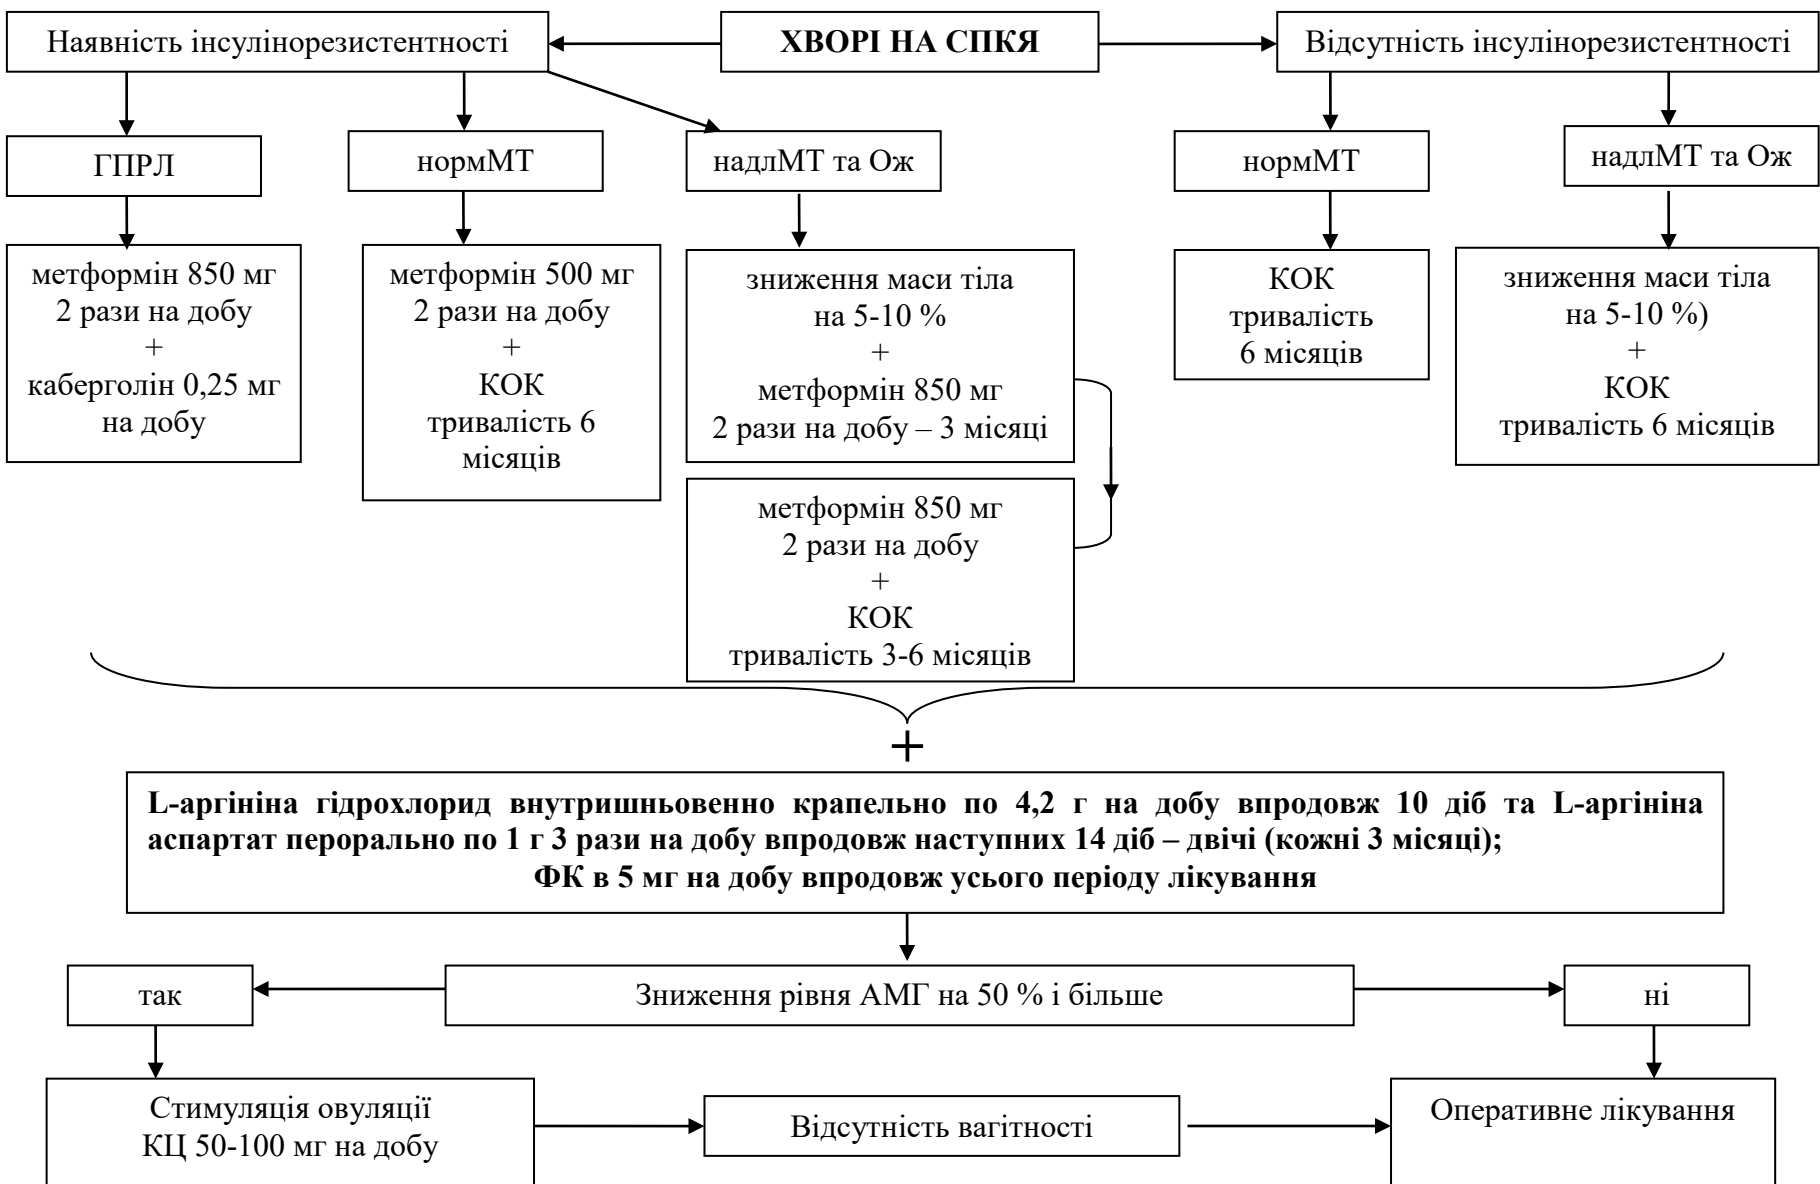 Наявність інсулінорезистентності
ХВОРІ НА СПКЯ
Відсутність інсулінорезистентності
ГПРЛ
нормМТ
надлМТ та Ож
нормМТ
надлМТ та Ож
метформін 850 мг
2 рази на добу
+
каберголін 0,25 мг
на добу
метформін 500 мг
2 рази на добу
+
КОК
тривалість 6
місяців
зниження маси тіла
на 5-10 %
+
метформін 850 мг
2 рази на добу – 3 місяці
метформін 850 мг
2 рази на добу
+
КОК
тривалість 3-6 місяців
КОК
тривалість
6 місяців
зниження маси тіла
на 5-10 %)
+
КОК
тривалість 6 місяців
+
L-аргініна гідрохлорид внутришньовенно крапельно по 4,2 г на добу впродовж 10 діб та L-аргініна
аспартат перорально по 1 г 3 рази на добу впродовж наступних 14 діб – двічі (кожні 3 місяці);
ФК в 5 мг на добу впродовж усього періоду лікування
так
Зниження рівня АМГ на 50 % і більше
ні
Стимуляція овуляції
КЦ 50-100 мг на добу
Відсутність вагітності
Оперативне лікування